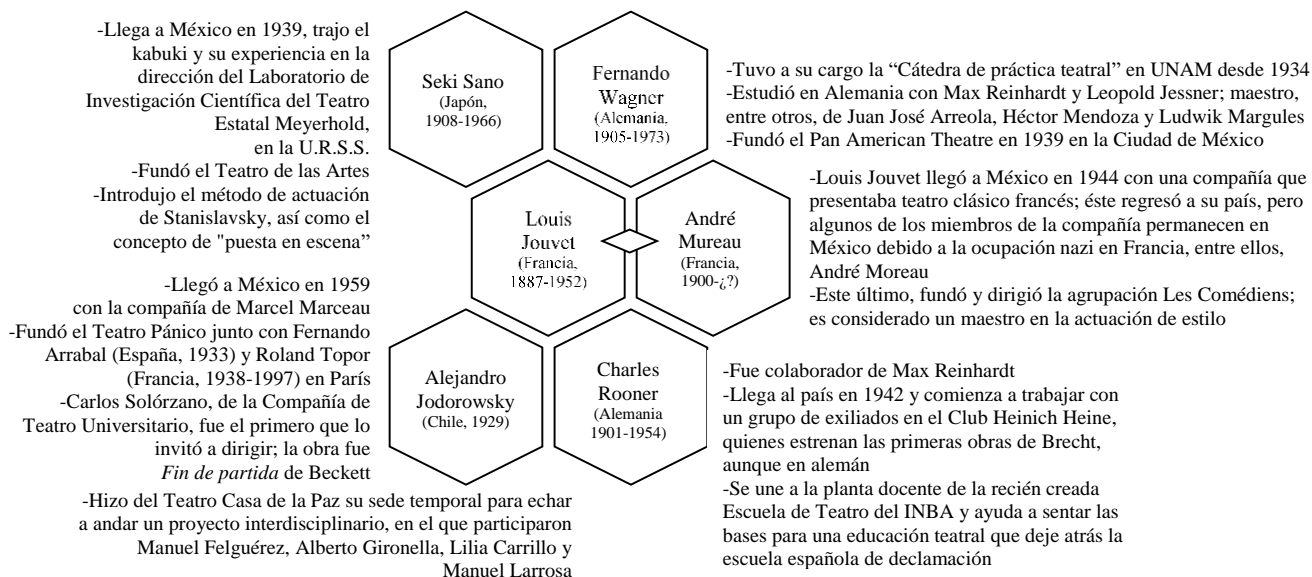 -Llega a México en 1939, trajo el
kabuki y su experiencia en la
dirección del Laboratorio de
Investigación Científica del Teatro
Estatal Meyerhold,
en la U.R.S.S.
-Fundó el Teatro de las Artes
-Introdujo el método de actuación
de Stanislavsky, así como el
concepto de "puesta en escena”
Seki Sano
(Japón,
1908-1966)
Fernando
Wagner
(Alemania,
1905-1973)
-Tuvo a su cargo la “Cátedra de práctica teatral” en UNAM desde 1934
-Estudió en Alemania con Max Reinhardt y Leopold Jessner; maestro,
entre otros, de Juan José Arreola, Héctor Mendoza y Ludwik Margules
-Fundó el Pan American Theatre en 1939 en la Ciudad de México
Louis
Jouvet
(Francia,
1887-1952)
André
Mureau
(Francia,
1900-¿?)
-Louis Jouvet llegó a México en 1944 con una compañía que
presentaba teatro clásico francés; éste regresó a su país, pero
algunos de los miembros de la compañía permanecen en
México debido a la ocupación nazi en Francia, entre ellos,
André Moreau
-Este último, fundó y dirigió la agrupación Les Comédiens;
es considerado un maestro en la actuación de estilo
-Llegó a México en 1959
con la compañía de Marcel Marceau
-Fundó el Teatro Pánico junto con Fernando
Arrabal (España, 1933) y Roland Topor
(Francia, 1938-1997) en París
-Carlos Solórzano, de la Compañía de
Teatro Universitario, fue el primero que lo
invitó a dirigir; la obra fue
Fin de partida de Beckett
-Hizo del Teatro Casa de la Paz su sede temporal para echar
a andar un proyecto interdisciplinario, en el que participaron
Manuel Felguérez, Alberto Gironella, Lilia Carrillo y
Manuel Larrosa
Alejandro
Jodorowsky
(Chile, 1929)
Charles
Rooner
(Alemania
1901-1954)
-Fue colaborador de Max Reinhardt
-Llega al país en 1942 y comienza a trabajar con
un grupo de exiliados en el Club Heinich Heine,
quienes estrenan las primeras obras de Brecht,
aunque en alemán
-Se une a la planta docente de la recién creada
Escuela de Teatro del INBA y ayuda a sentar las
bases para una educación teatral que deje atrás la
escuela española de declamación